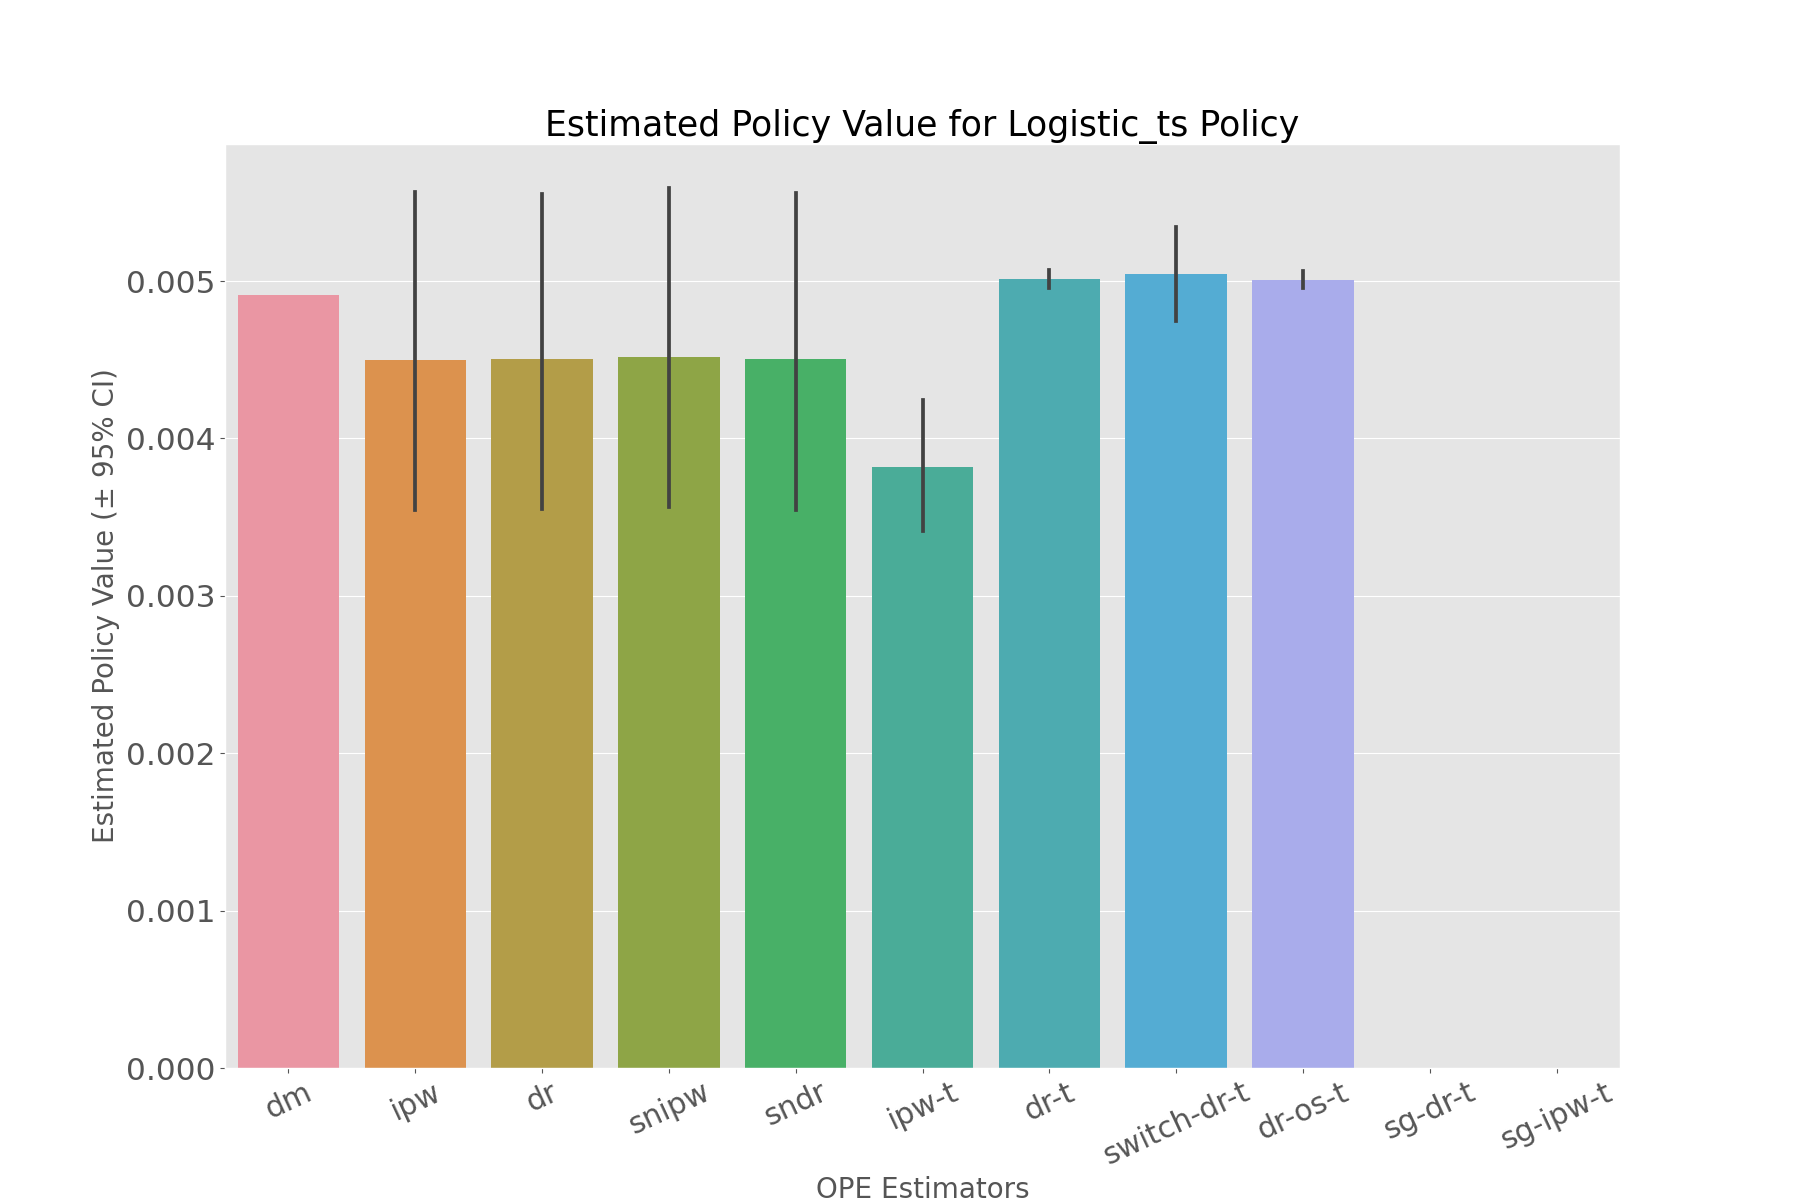 Estimated Policy Value for Logistic_ts Policy
Estimated Policy Value (± 95% CI)
0.005
0.004
0.003
0.002
0.001
0.000
dm
ipw
dr
snipw
sndr
ipw-t
dr-t
switch-dr-t
dr-os-t
sg-dr-t
sg-ipw-t
OPE Estimators